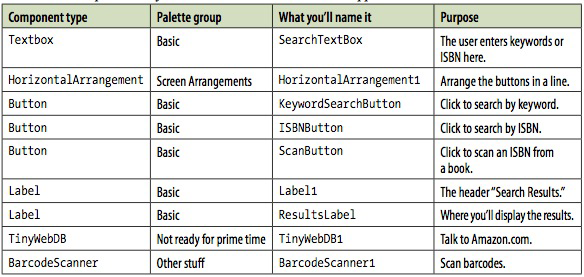 Component type Palette group What you'll name it Purpose
Textbox Basic SearchTextBox The user enters keywords or
ISBN here.
HorizontalArrangement Screen Arrangements HorizontalArrangement1 Arrange the buttons in a line.
Button Basic KeywordSearchButton Click to search by keyword.
Button Basic ISBNButton Click to search by ISBN.
Button Basic ScanButton Click to scan an ISBN from
a book.
Label Basic Label1 The header "Search Results."
Label Basic ResultsLabel Where you'll display the results.
TinyWebDB Not ready for prime time TinyWebDB1 Talk to Amazon.com.
BarcodeScanner Other stuff BarcodeScanner1 Scan barcodes.